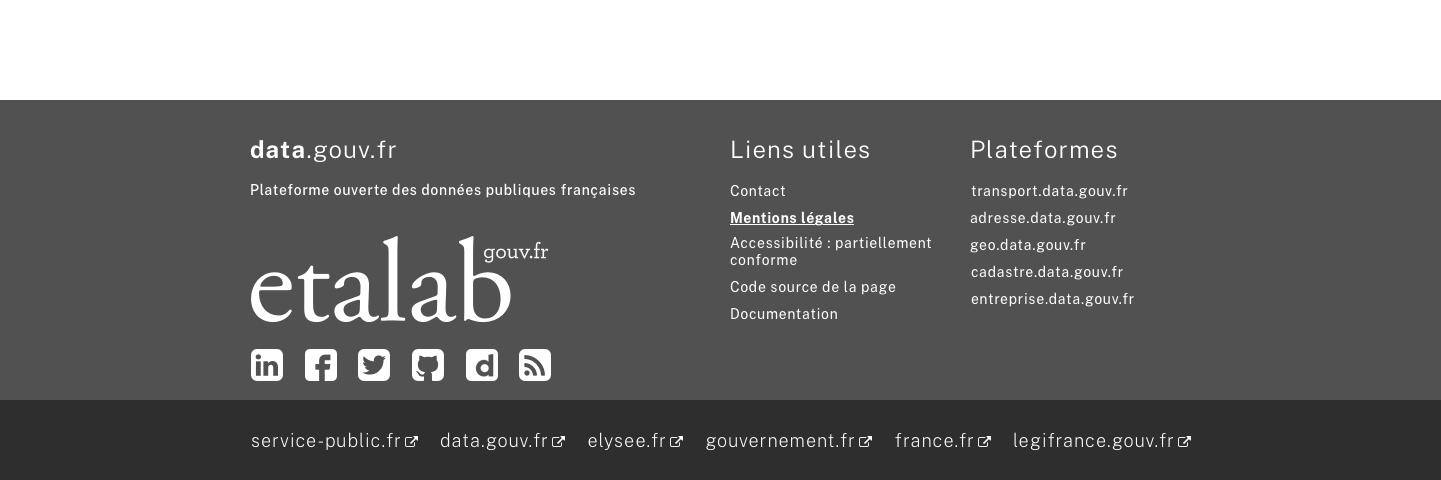 data.gouv.fr
Plateforme ouverte des données publiques françaises
etalab gouv.fr
Liens utiles
Contact
Mentions légales
Accessibilité : partiellement
conforme
Code source de la page
Documentation
Plateformes
transport.data.gouv.fr
adresse.data.gouv.fr
geo.data.gouv.fr
cadastre.data.gouv.fr
entreprise.data.gouv.fr
service-public.fr data.gouv.fr elysee.fr gouvernement.fr france.fr legifrance.gouv.fr